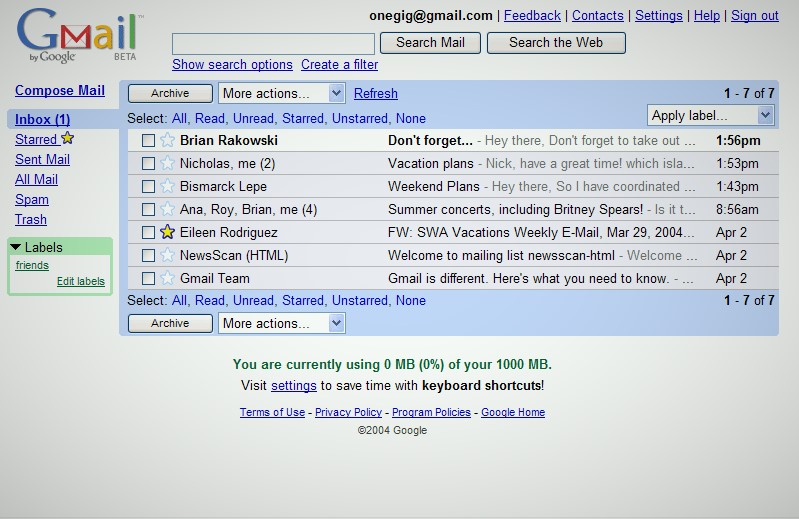 onegig@gmail.com | Feedback | Contacts | Settings | Help | Sign out
Gmail™
by Google BETA
Search Mail Search the Web
Show search options Create a filter
Compose Mail
Inbox (1)
Starred
Sent Mail
All Mail
Spam
Trash
Labels
friends
Edit labels
Archive More actions... Refresh 1 - 7 of 7
Select: All, Read, Unread, Starred, Unstarred, None Apply label...
Brian Rakowski Don't forget... - Hey there, Don't forget to take out ... 1:56pm
Nicholas, me (2) Vacation plans - Nick, have a great time! which isla... 1:53pm
Bismarck Lepe Weekend Plans - Hey there, So I have coordinated ... 1:43pm
Ana, Roy, Brian, me (4) Summer concerts, including Britney Spears! - Is it t... 8:56am
Eileen Rodriguez FW: SWA Vacations Weekly E-Mail, Mar 29, 2004... Apr 2
NewsScan (HTML) Welcome to mailing list newsscan-html - Welcome ... Apr 2
Gmail Team Gmail is different. Here's what you need to know. - ... Apr 2
Select: All, Read, Unread, Starred, Unstarred, None 1 - 7 of 7
Archive More actions...
You are currently using 0 MB (0%) of your 1000 MB.
Visit settings to save time with keyboard shortcuts!
Terms of Use - Privacy Policy - Program Policies - Google Home
©2004 Google